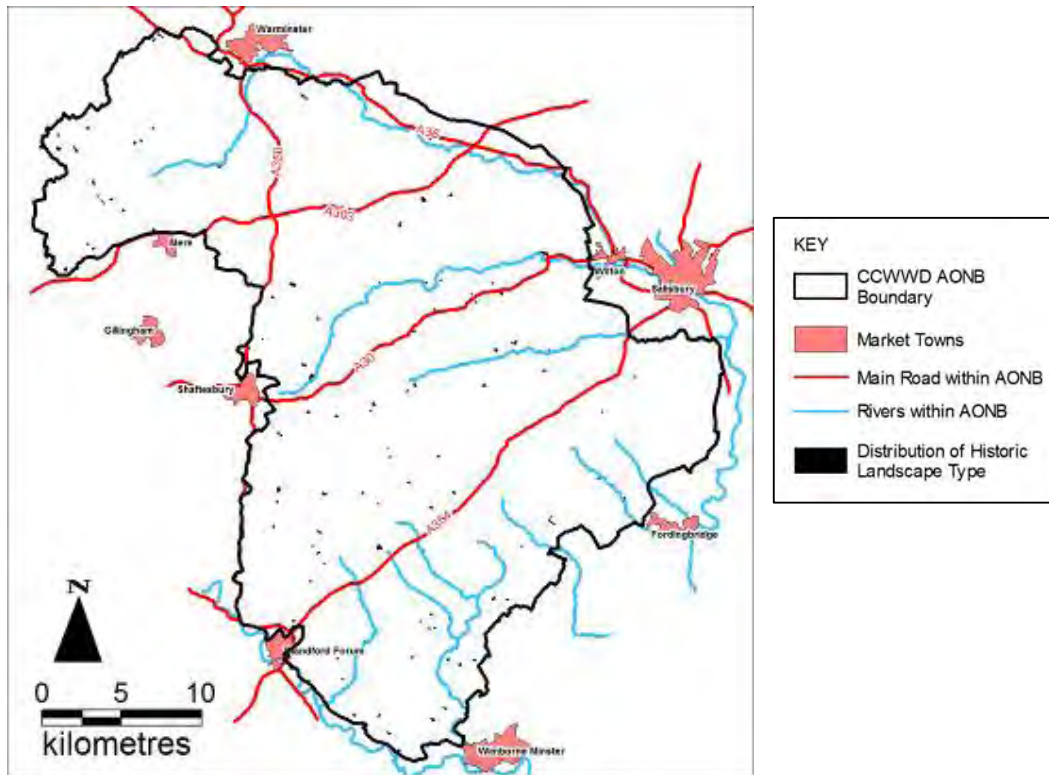 Warminster
A36
A350
A303
Mere
Wilton
Salisbury
Gillingham
A30
Shaftesbury
A354
Fordingbridge
N
Blandford Forum
0 5 10
kilometres
Wimborne Minster
KEY
CCWWD AONB
Boundary
Market Towns
Main Road within AONB
Rivers within AONB
Distribution of Historic
Landscape Type